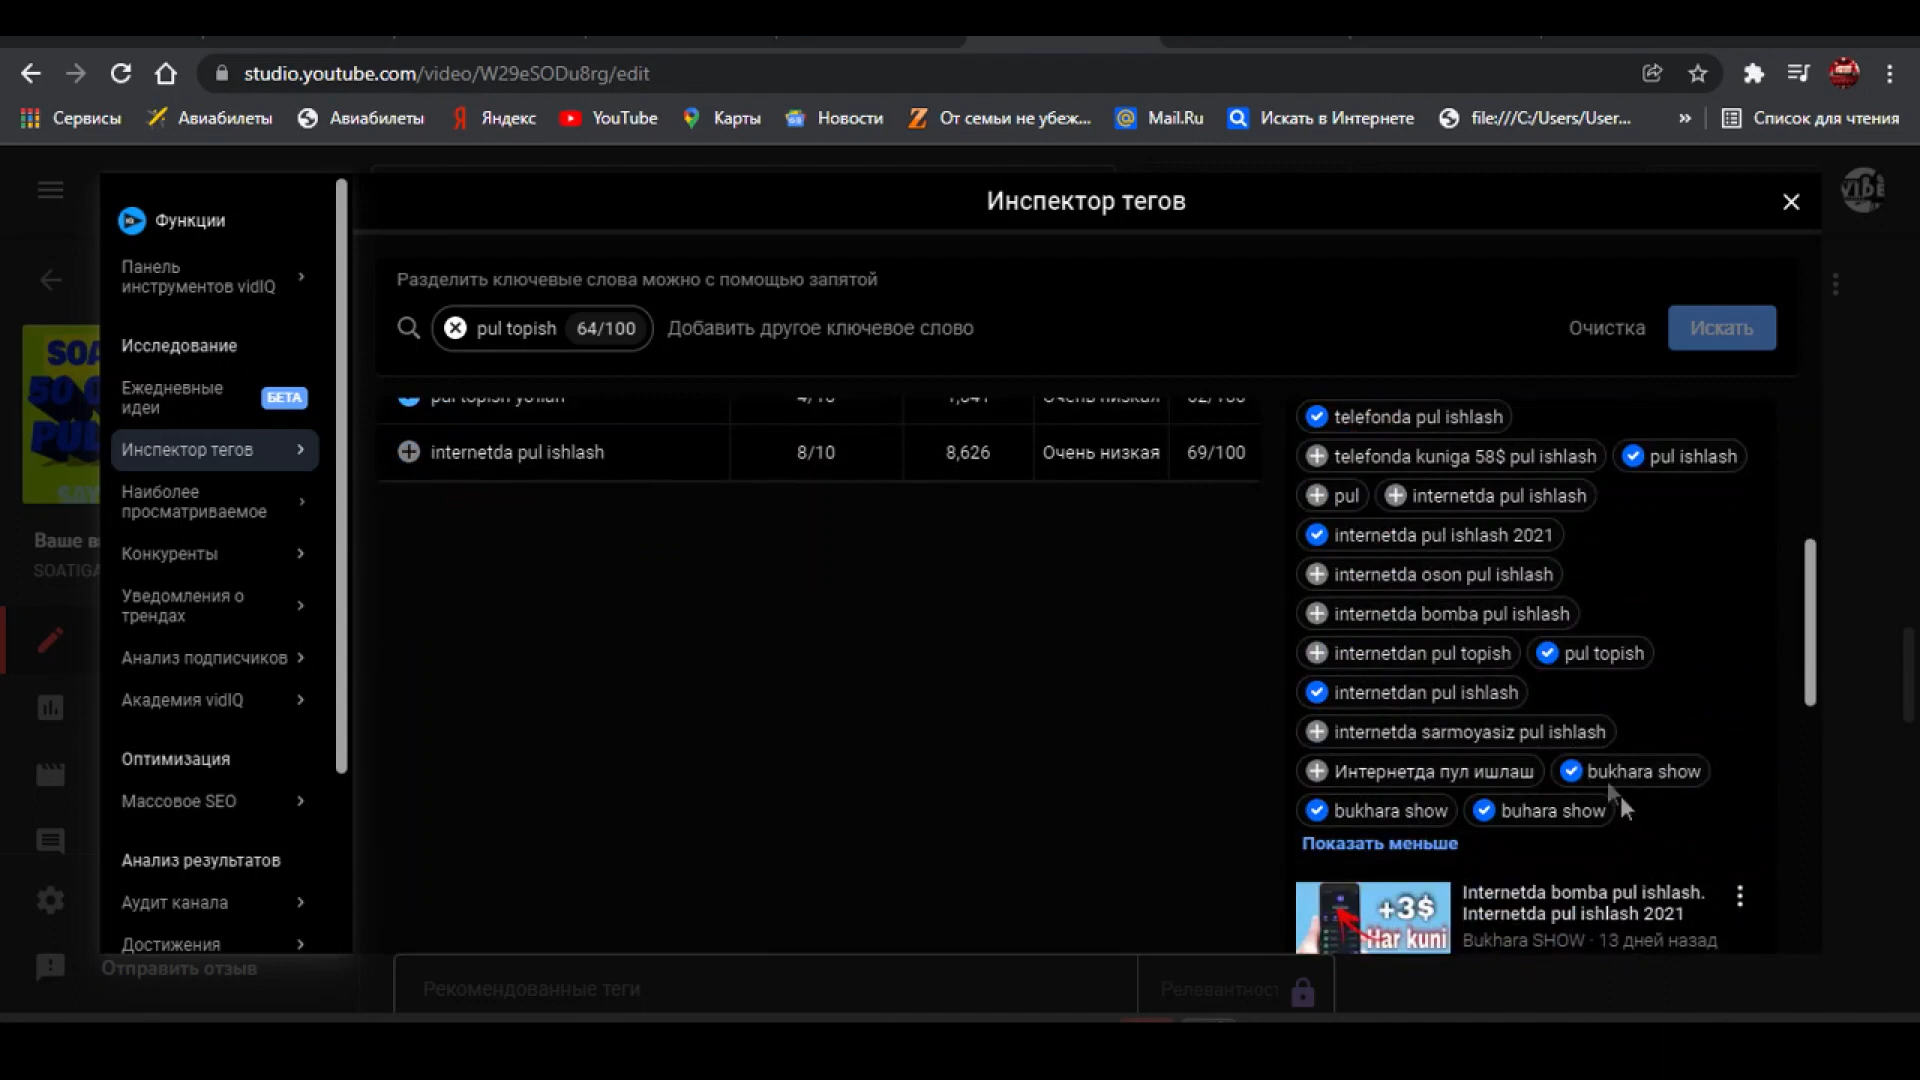 studio.youtube.com/video/W29eSODu8rg/edit
Сервисы
Авиабилеты
Авиабилеты
Яндекс
YouTube
Карты
Новости
От семьи не убеж...
Mail.Ru
Искать в Интернете
file:///C:/Users/User...
»
Список для чтения
VIBE
Инспектор тегов
Функции
Панель
инструментов vidIQ
Исследование
Ежедневные
идеи
БЕТА
Инспектор тегов
Наиболее
просматриваемое
Конкуренты
Уведомления о
трендах
Анализ подписчиков
Академия vidIQ
Оптимизация
Массовое SEO
Анализ результатов
Аудит канала
Достижения
Отправить отзыв
50
Ваше в
SOATIGA
Разделить ключевые слова можно с помощью запятой
pul topish 64/100
Добавить другое ключевое слово
Очистка
Искать
internetda pul ishlash 8/10 8,626 Очень низкая 69/100
telefonda pul ishlash
telefonda kuniga 58$ pul ishlash pul ishlash
pul internetda pul ishlash
internetda pul ishlash 2021
internetda oson pul ishlash
internetda bomba pul ishlash
internetdan pul topish pul topish
internetdan pul ishlash
internetda sarmoyasiz pul ishlash
Интернетда пул ишлаш bukhara show
bukhara show buhara show
Показать меньше
+3$
Har kuni
Internetda bomba pul ishlash.
Internetda pul ishlash 2021
Bukhara SHOW · 13 дней назад
Рекомендованные теги
Релевантност